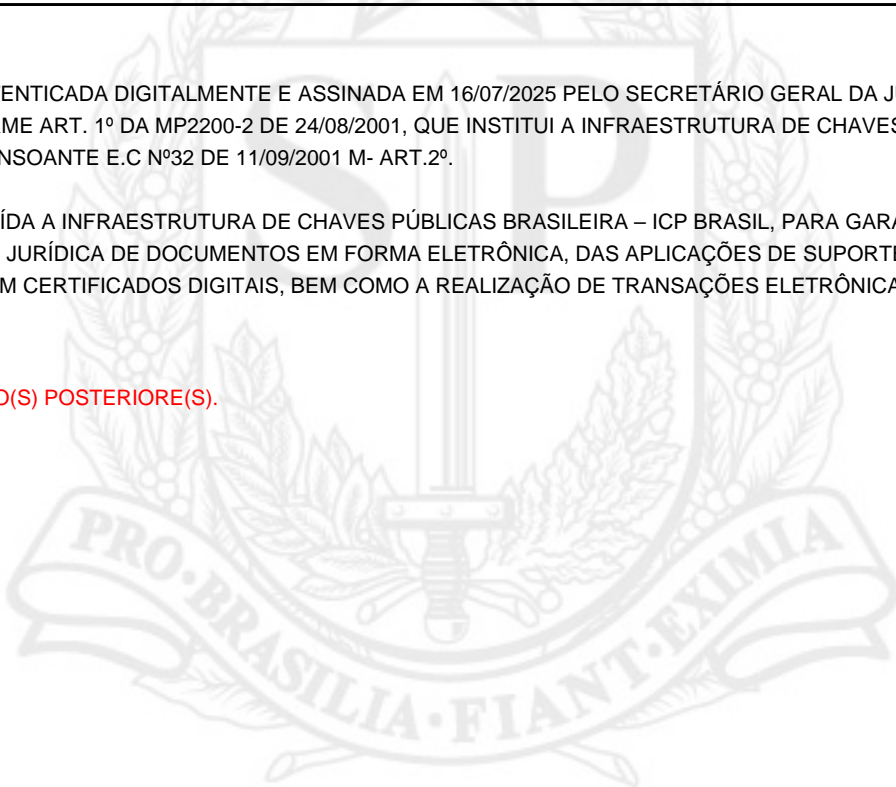 ENTICADA DIGITALMENTE E ASSINADA EM 16/07/2025 PELO SECRETÁRIO GERAL DA J
ME ART. 1º DA MP2200-2 DE 24/08/2001, QUE INSTITUI A INFRAESTRUTURA DE CHAVES
NSOANTE E.C Nº32 DE 11/09/2001 M- ART.2º.
ÍDA A INFRAESTRUTURA DE CHAVES PÚBLICAS BRASILEIRA – ICP BRASIL, PARA GARA
JURÍDICA DE DOCUMENTOS EM FORMA ELETRÔNICA, DAS APLICAÇÕES DE SUPORTE
M CERTIFICADOS DIGITAIS, BEM COMO A REALIZAÇÃO DE TRANSAÇÕES ELETRÔNICA
O(S) POSTERIORE(S).
SP
PRO·BRASILIA·FIANT·EXIMIA